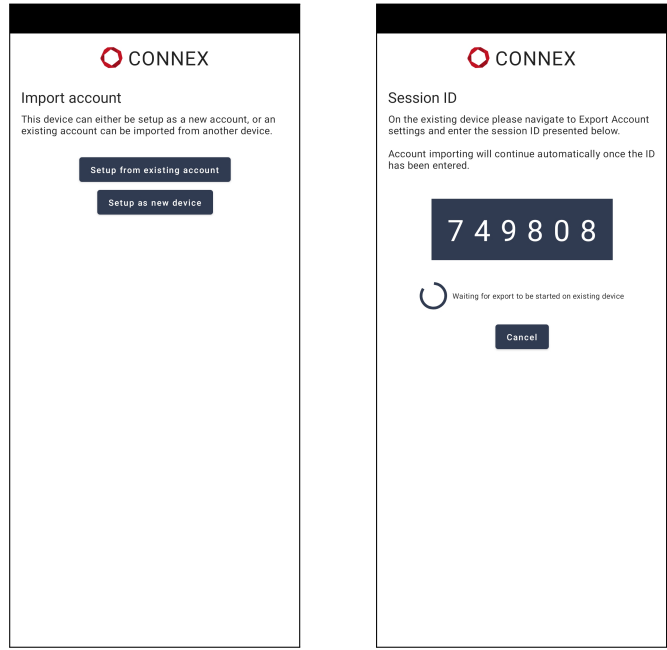 CONNEX
Import account
This device can either be setup as a new account, or an
existing account can be imported from another device.
Setup from existing account
Setup as new device
CONNEX
Session ID
On the existing device please navigate to Export Account
settings and enter the session ID presented below.
Account importing will continue automatically once the ID
has been entered.
749808
Waiting for export to be started on existing device
Cancel